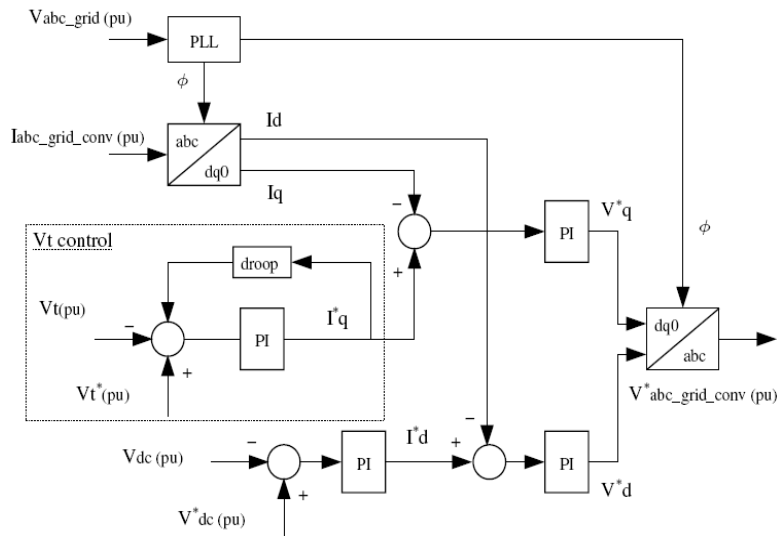 Vabc_grid (pu)
PLL
ϕ
Iabc_grid_conv (pu)
abc
dq0
Id
Iq
−
V*q
PI
ϕ
Vt control
droop
+
Vt(pu)
−
PI
I*q
dq0
abc
+
Vt*(pu)
V*abc_grid_conv (pu)
−
−
I*d
+
Vdc (pu)
PI
PI
+
V*d
V*dc (pu)